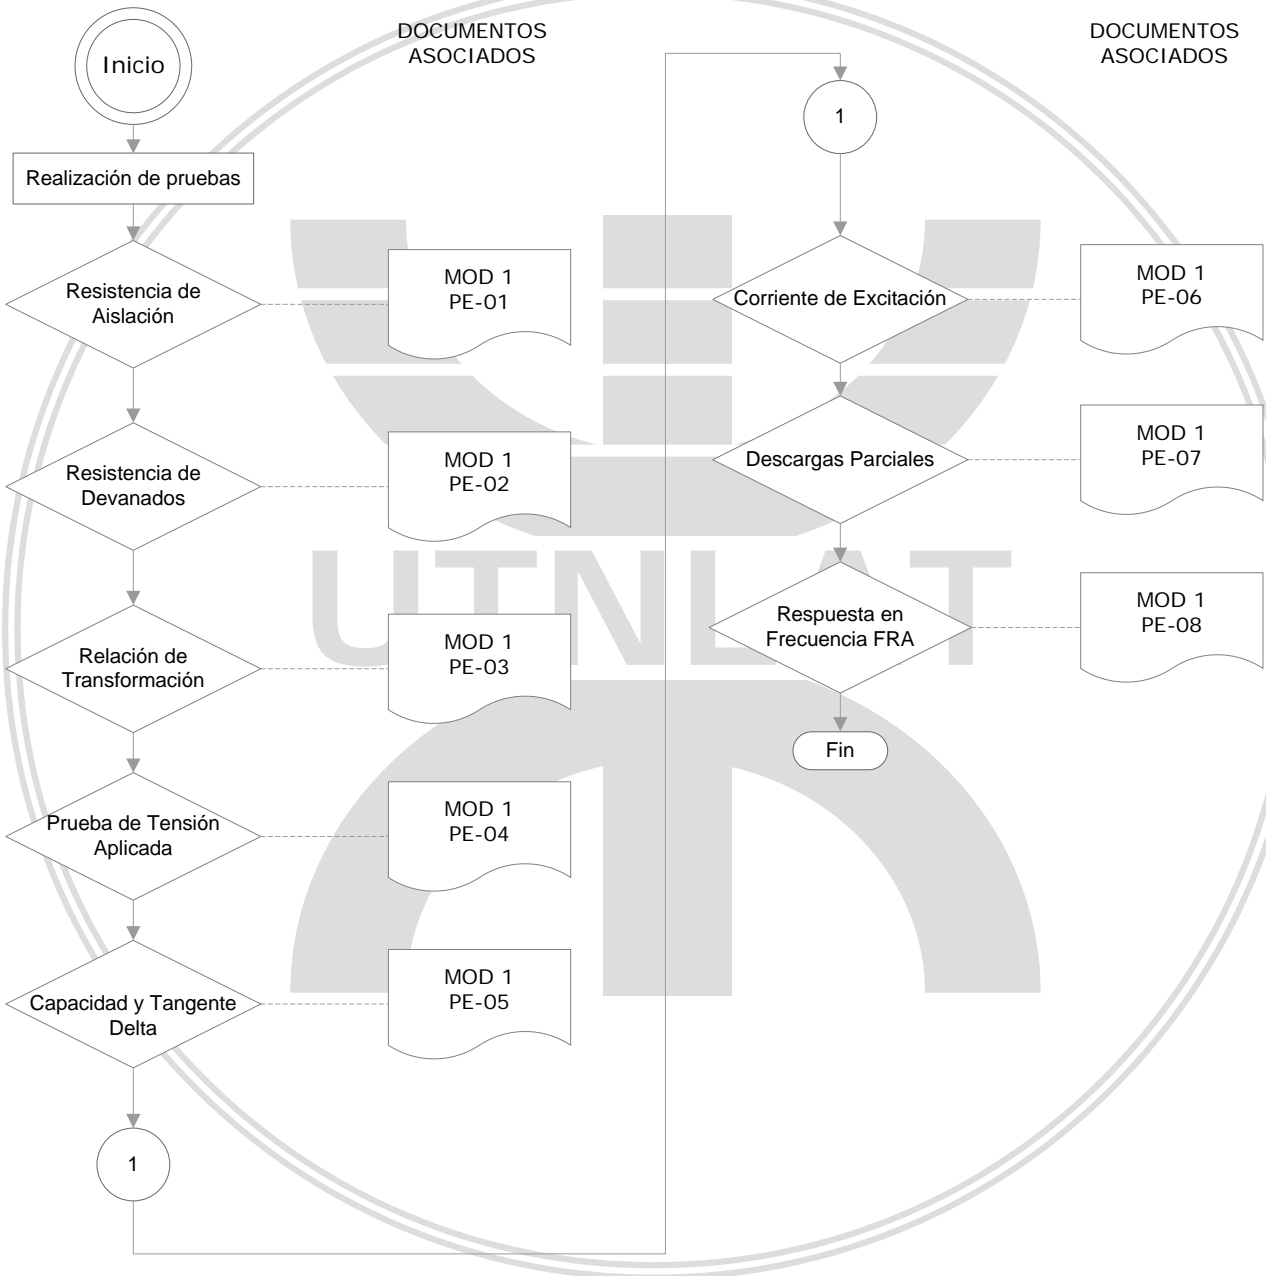 Inicio
DOCUMENTOS
ASOCIADOS
Realización de pruebas
Resistencia de
Aislación
MOD 1
PE-01
Resistencia de
Devanados
MOD 1
PE-02
Relación de
Transformación
MOD 1
PE-03
Prueba de Tensión
Aplicada
MOD 1
PE-04
Capacidad y Tangente
Delta
MOD 1
PE-05
1
DOCUMENTOS
ASOCIADOS
1
Corriente de Excitación
MOD 1
PE-06
Descargas Parciales
MOD 1
PE-07
Respuesta en
Frecuencia FRA
MOD 1
PE-08
Fin
UTNLAT